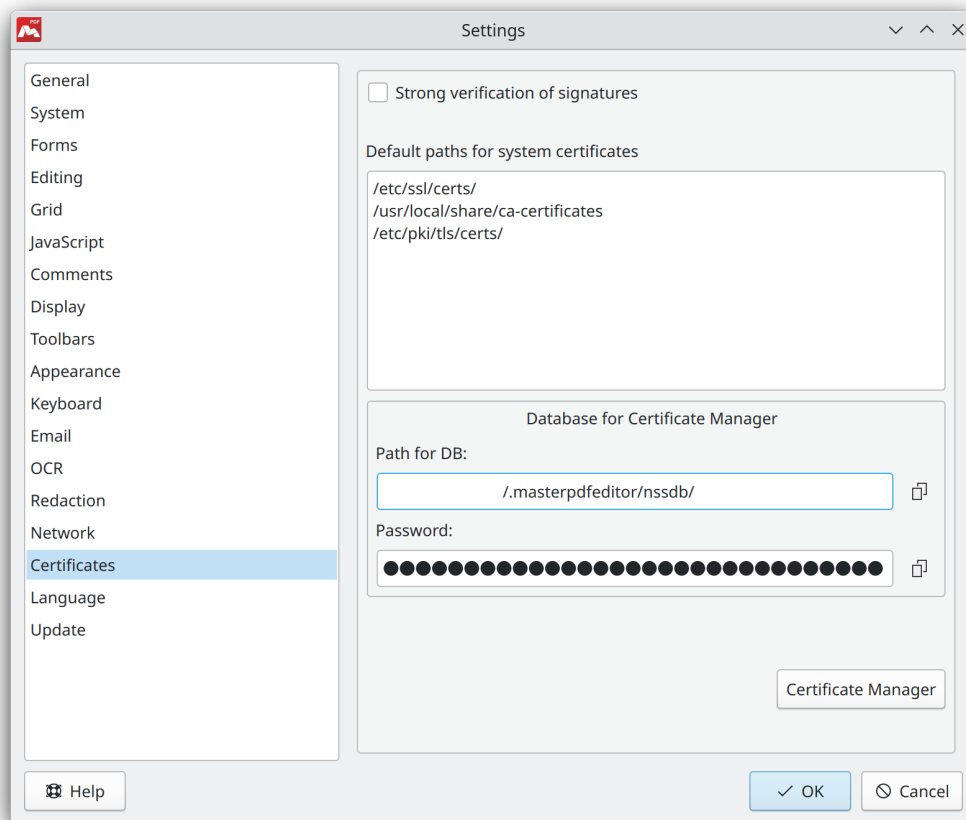 PDF
Settings
General
System
Forms
Editing
Grid
JavaScript
Comments
Display
Toolbars
Appearance
Keyboard
Email
OCR
Redaction
Network
Certificates
Language
Update
Strong verification of signatures
Default paths for system certificates
/etc/ssl/certs/
/usr/local/share/ca-certificates
/etc/pki/tls/certs/
Database for Certificate Manager
Path for DB:
/.masterpdfeditor/nssdb/
Password:
Certificate Manager
Help
OK
Cancel